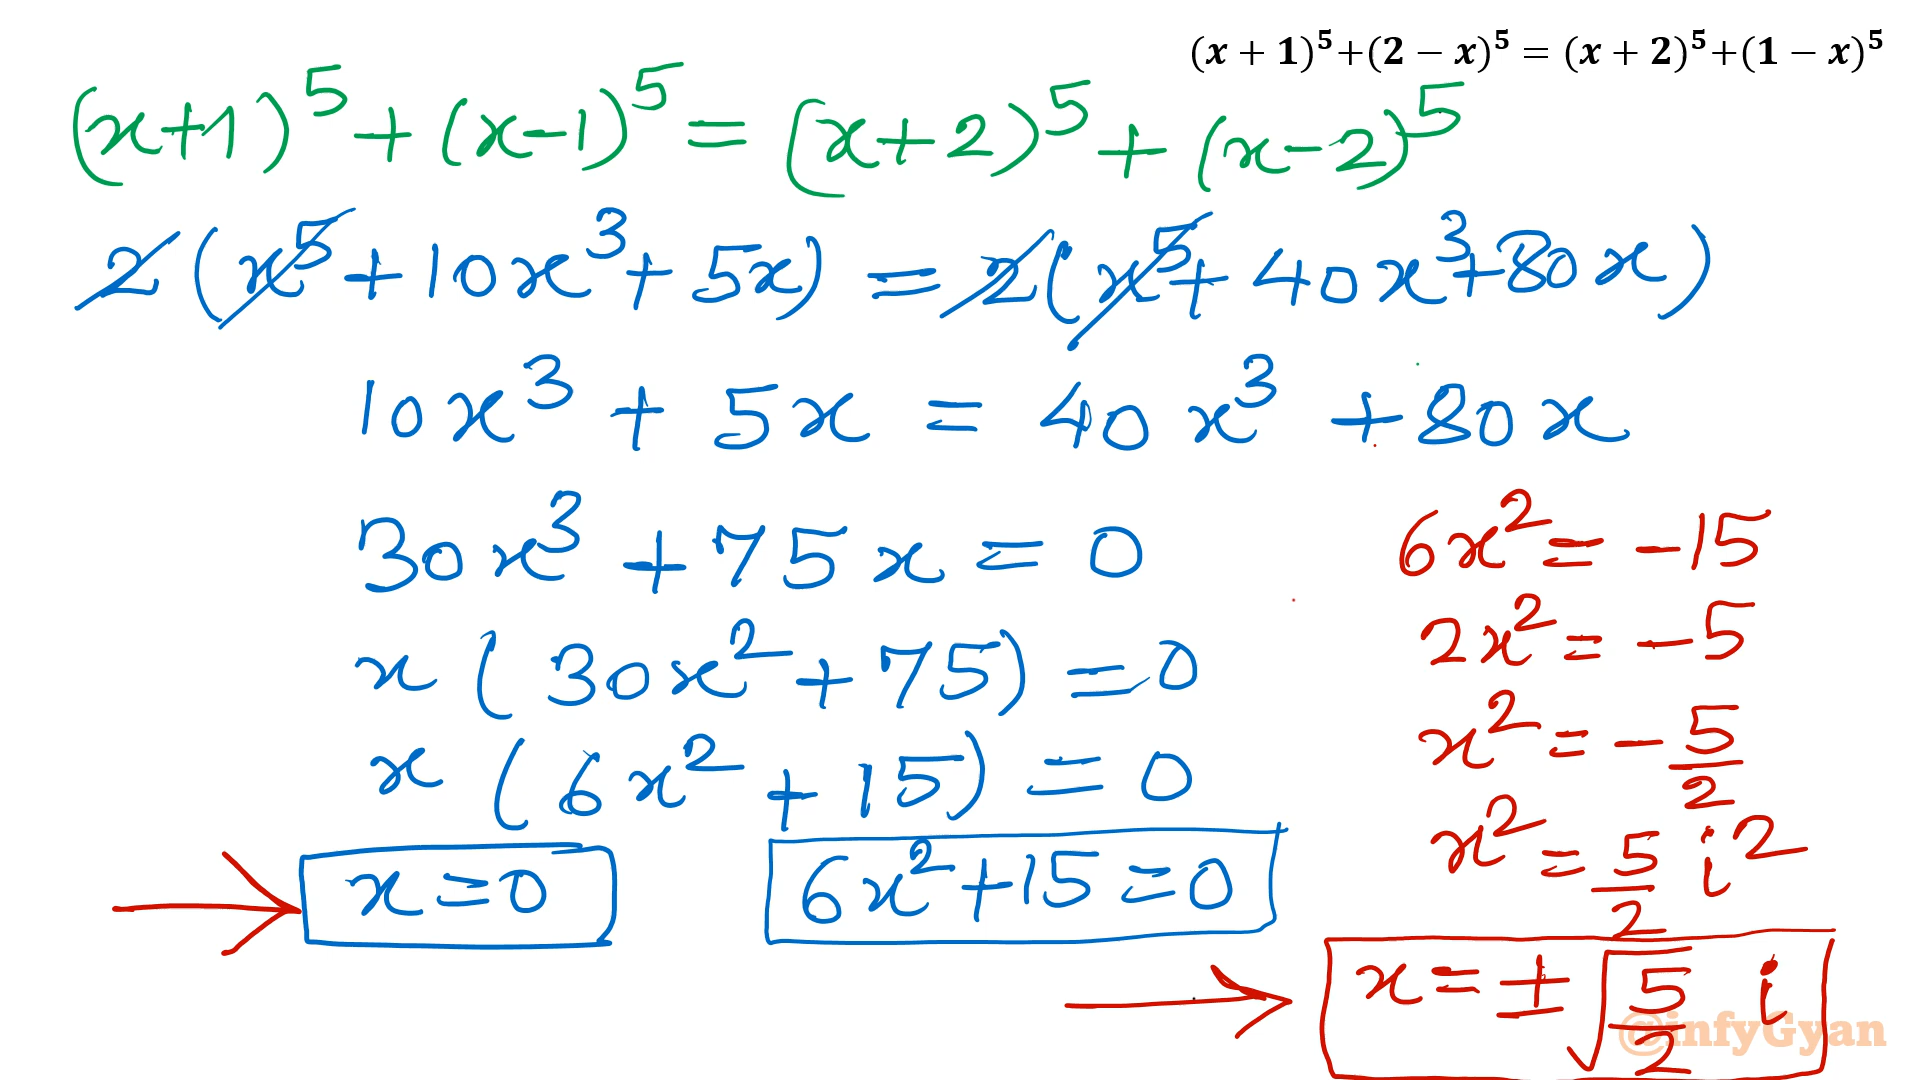 (x + 1)⁵+(2 − x)⁵ = (x + 2)⁵+(1 − x)⁵
(x+1)⁵+(x-1)⁵=(x+2)⁵+(x-2)⁵
2(x⁵+10x³+5x)=2(x⁵+40x³+80x)
10x³+5x=40x³+80x
30x³+75x=0
x(30x²+75)=0
x(6x²+15)=0
x=0
6x²+15=0
6x²=-15
2x²=-5
x²=-5/2
x²=5/2 i²
x=±√(5/2) i
@infyGyan